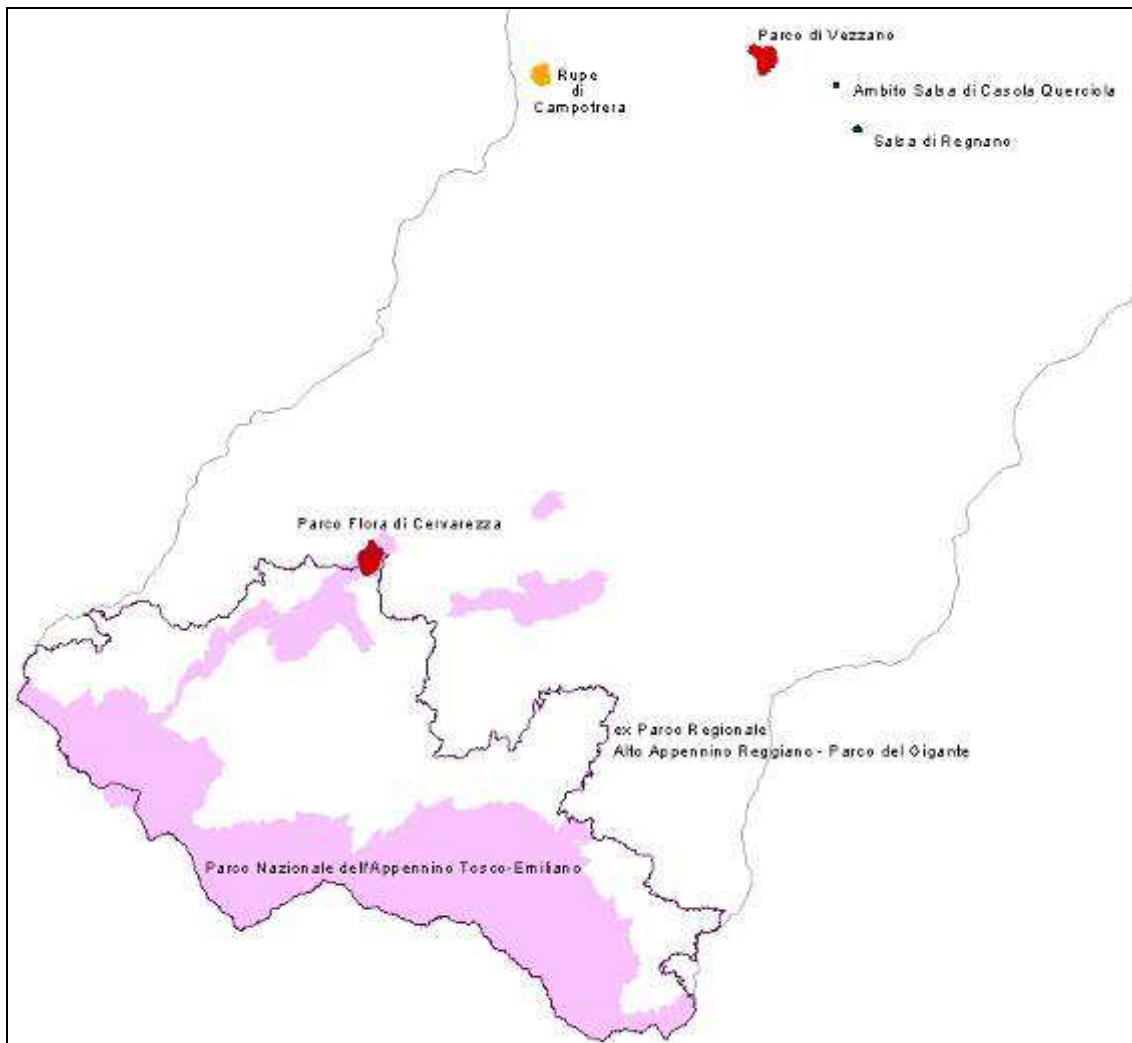 Parco di Vezzano
Rupe
di
Campotrera
Ambito Salsa di Casola Querciola
Salsa di Regnano
Parco Flora di Cervarezza
ex Parco Regionale
Alto Appennino Reggiano - Parco del Gigante
Parco Nazionale dell'Appennino Tosco-Emiliano